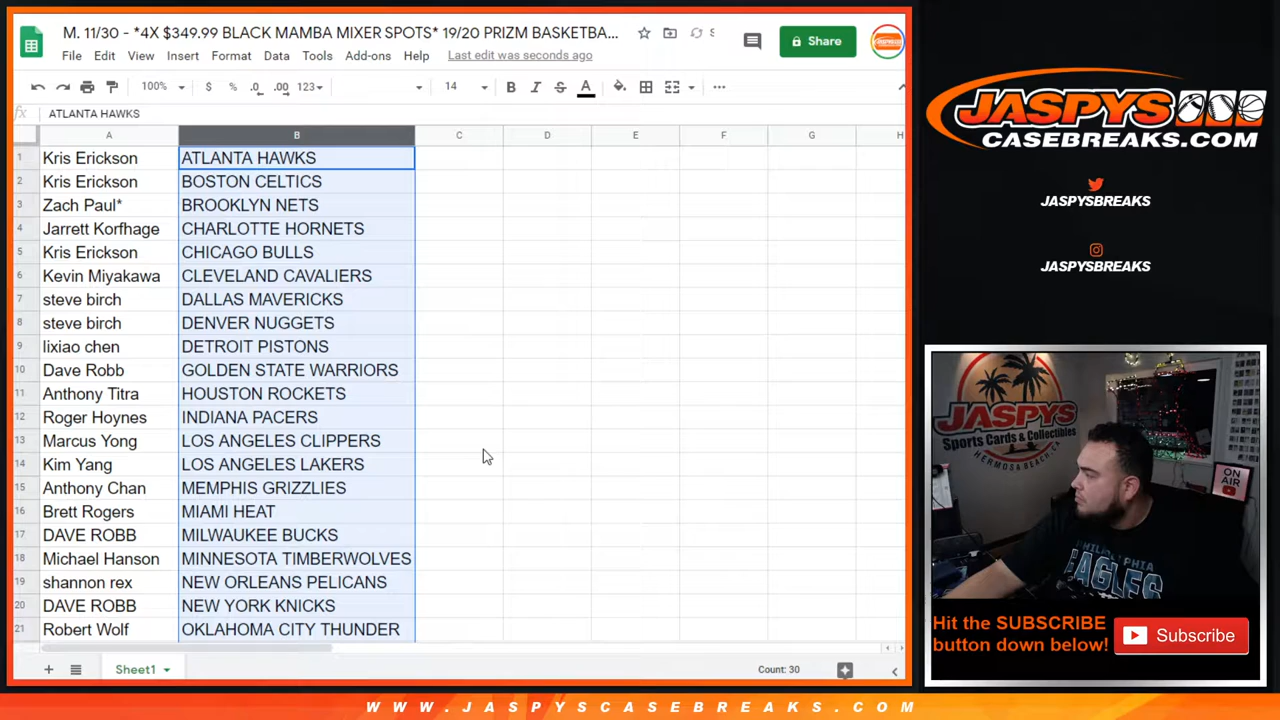 M. 11/30 - *4X $349.99 BLACK MAMBA MIXER SPOTS* 19/20 PRIZM BASKETBA...
S
Share
File Edit View Insert Format Data Tools Add-ons Help Last edit was seconds ago
100% $ % .0 .00 123 14 B I S A
fx ATLANTA HAWKS
A B C D E F G H
1 Kris Erickson ATLANTA HAWKS
2 Kris Erickson BOSTON CELTICS
3 Zach Paul* BROOKLYN NETS
4 Jarrett Korfhage CHARLOTTE HORNETS
5 Kris Erickson CHICAGO BULLS
6 Kevin Miyakawa CLEVELAND CAVALIERS
7 steve birch DALLAS MAVERICKS
8 steve birch DENVER NUGGETS
9 lixiao chen DETROIT PISTONS
10 Dave Robb GOLDEN STATE WARRIORS
11 Anthony Titra HOUSTON ROCKETS
12 Roger Hoynes INDIANA PACERS
13 Marcus Yong LOS ANGELES CLIPPERS
14 Kim Yang LOS ANGELES LAKERS
15 Anthony Chan MEMPHIS GRIZZLIES
16 Brett Rogers MIAMI HEAT
17 DAVE ROBB MILWAUKEE BUCKS
18 Michael Hanson MINNESOTA TIMBERWOLVES
19 shannon rex NEW ORLEANS PELICANS
20 DAVE ROBB NEW YORK KNICKS
21 Robert Wolf OKLAHOMA CITY THUNDER
Sheet1
Count: 30
JASPYS
CASEBREAKS.COM
JASPYSBREAKS
JASPYSBREAKS
JASPYS
Sports Cards & Collectibles
HERMOSA BEACH, CA
ON AIR
PHILADELPHIA
EAGLES
Hit the SUBSCRIBE
button down below!
Subscribe
WWW.JASPYSCASEBREAKS.COM